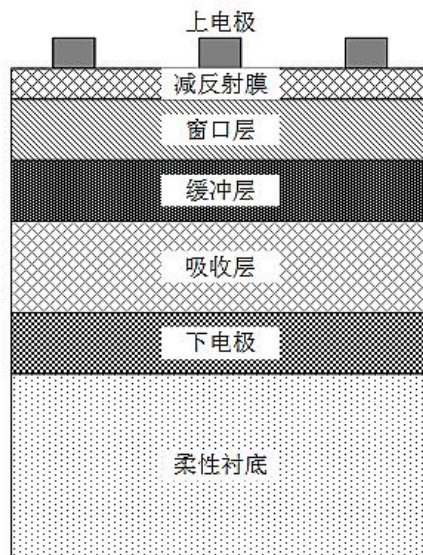 上电极
减反射膜
窗口层
缓冲层
吸收层
下电极
柔性衬底